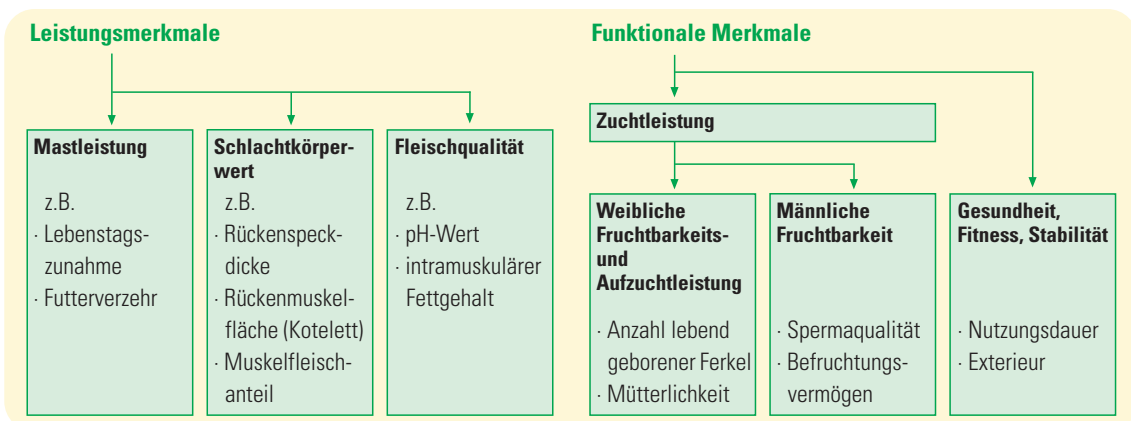 Leistungsmerkmale
Mastleistung
z.B.
· Lebenstags-
zunahme
· Futterverzehr
Schlachtkörper-
wert
z.B.
· Rückenspeck-
dicke
· Rückenmuskel-
fläche (Kotelett)
· Muskelfleisch-
anteil
Fleischqualität
z.B.
· pH-Wert
· intramuskulärer
Fettgehalt
Funktionale Merkmale
Zuchtleistung
Weibliche
Fruchtbarkeits-
und
Aufzuchtleistung
· Anzahl lebend
geborener Ferkel
· Mütterlichkeit
Männliche
Fruchtbarkeit
· Spermaqualität
· Befruchtungs-
vermögen
Gesundheit,
Fitness, Stabilität
· Nutzungsdauer
· Exterieur